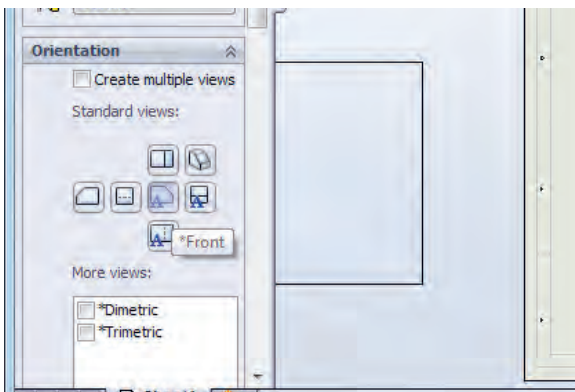 Orientation
Create multiple views
Standard views:
*Front
More views:
*Dimetric
*Trimetric